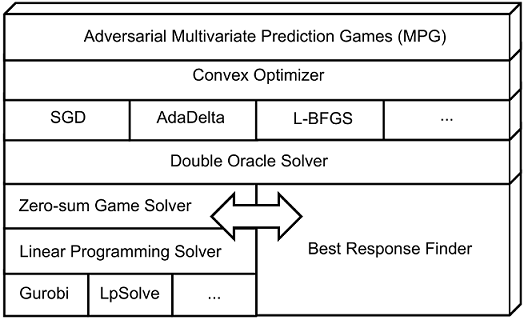 Adversarial Multivariate Prediction Games (MPG)
Convex Optimizer
SGD
AdaDelta
L-BFGS
...
Double Oracle Solver
Zero-sum Game Solver
Linear Programming Solver
Best Response Finder
Gurobi
LpSolve
...